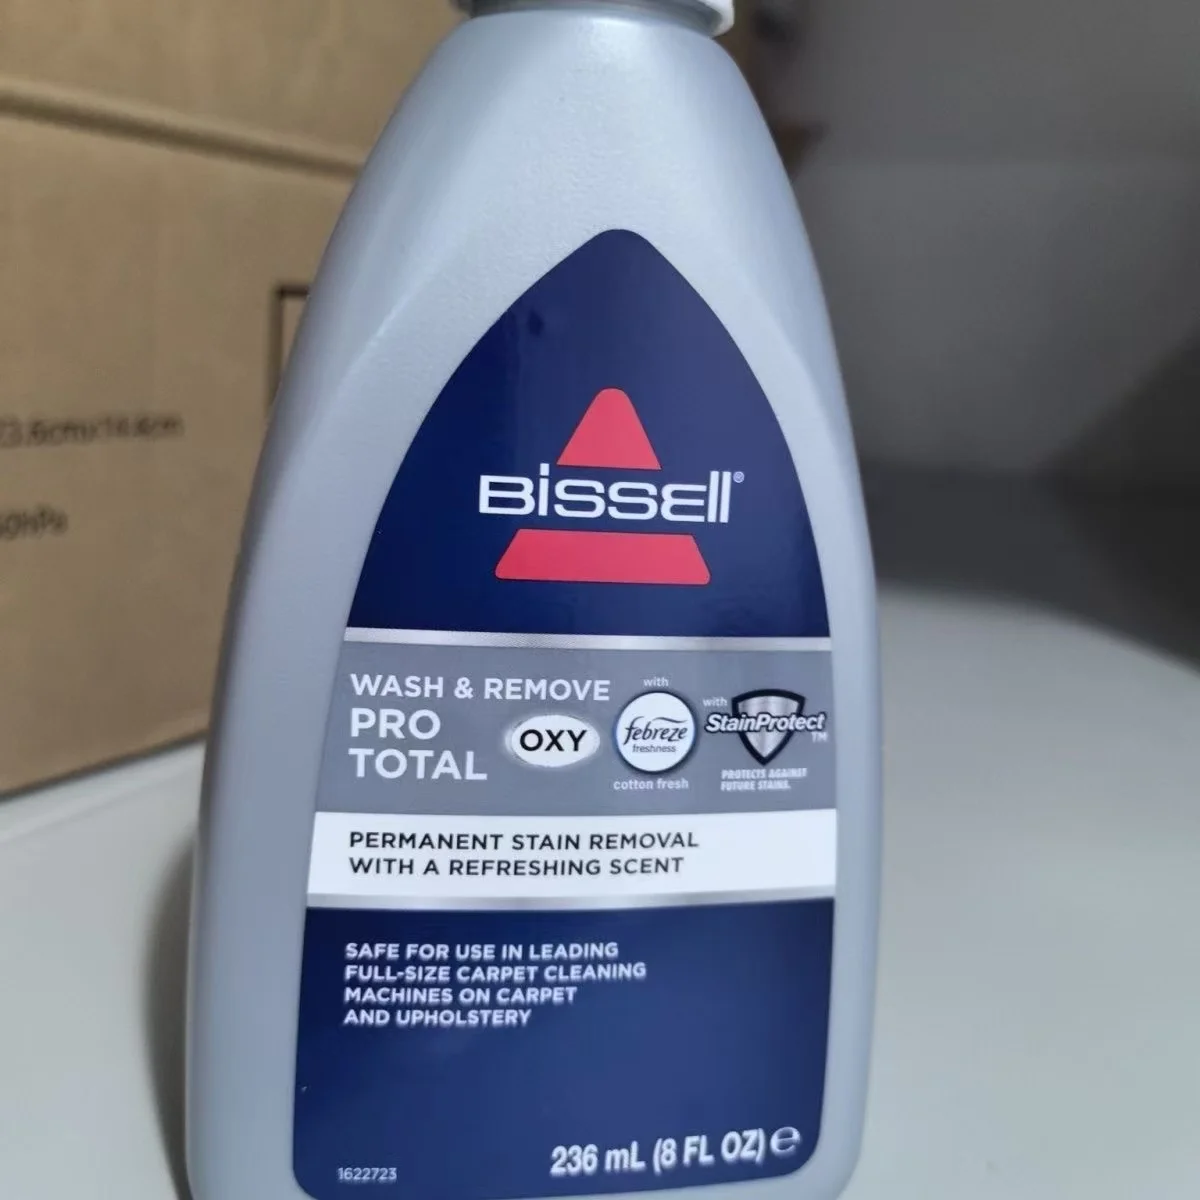 BISSELL®
WASH & REMOVE
PRO
TOTAL
OXY
with
febreze
freshness
cotton fresh
with
StainProtect™
PROTECTS AGAINST
FUTURE STAINS.
PERMANENT STAIN REMOVAL
WITH A REFRESHING SCENT
SAFE FOR USE IN LEADING
FULL-SIZE CARPET CLEANING
MACHINES ON CARPET
AND UPHOLSTERY
1622723
236 mL (8 FL OZ) ℮